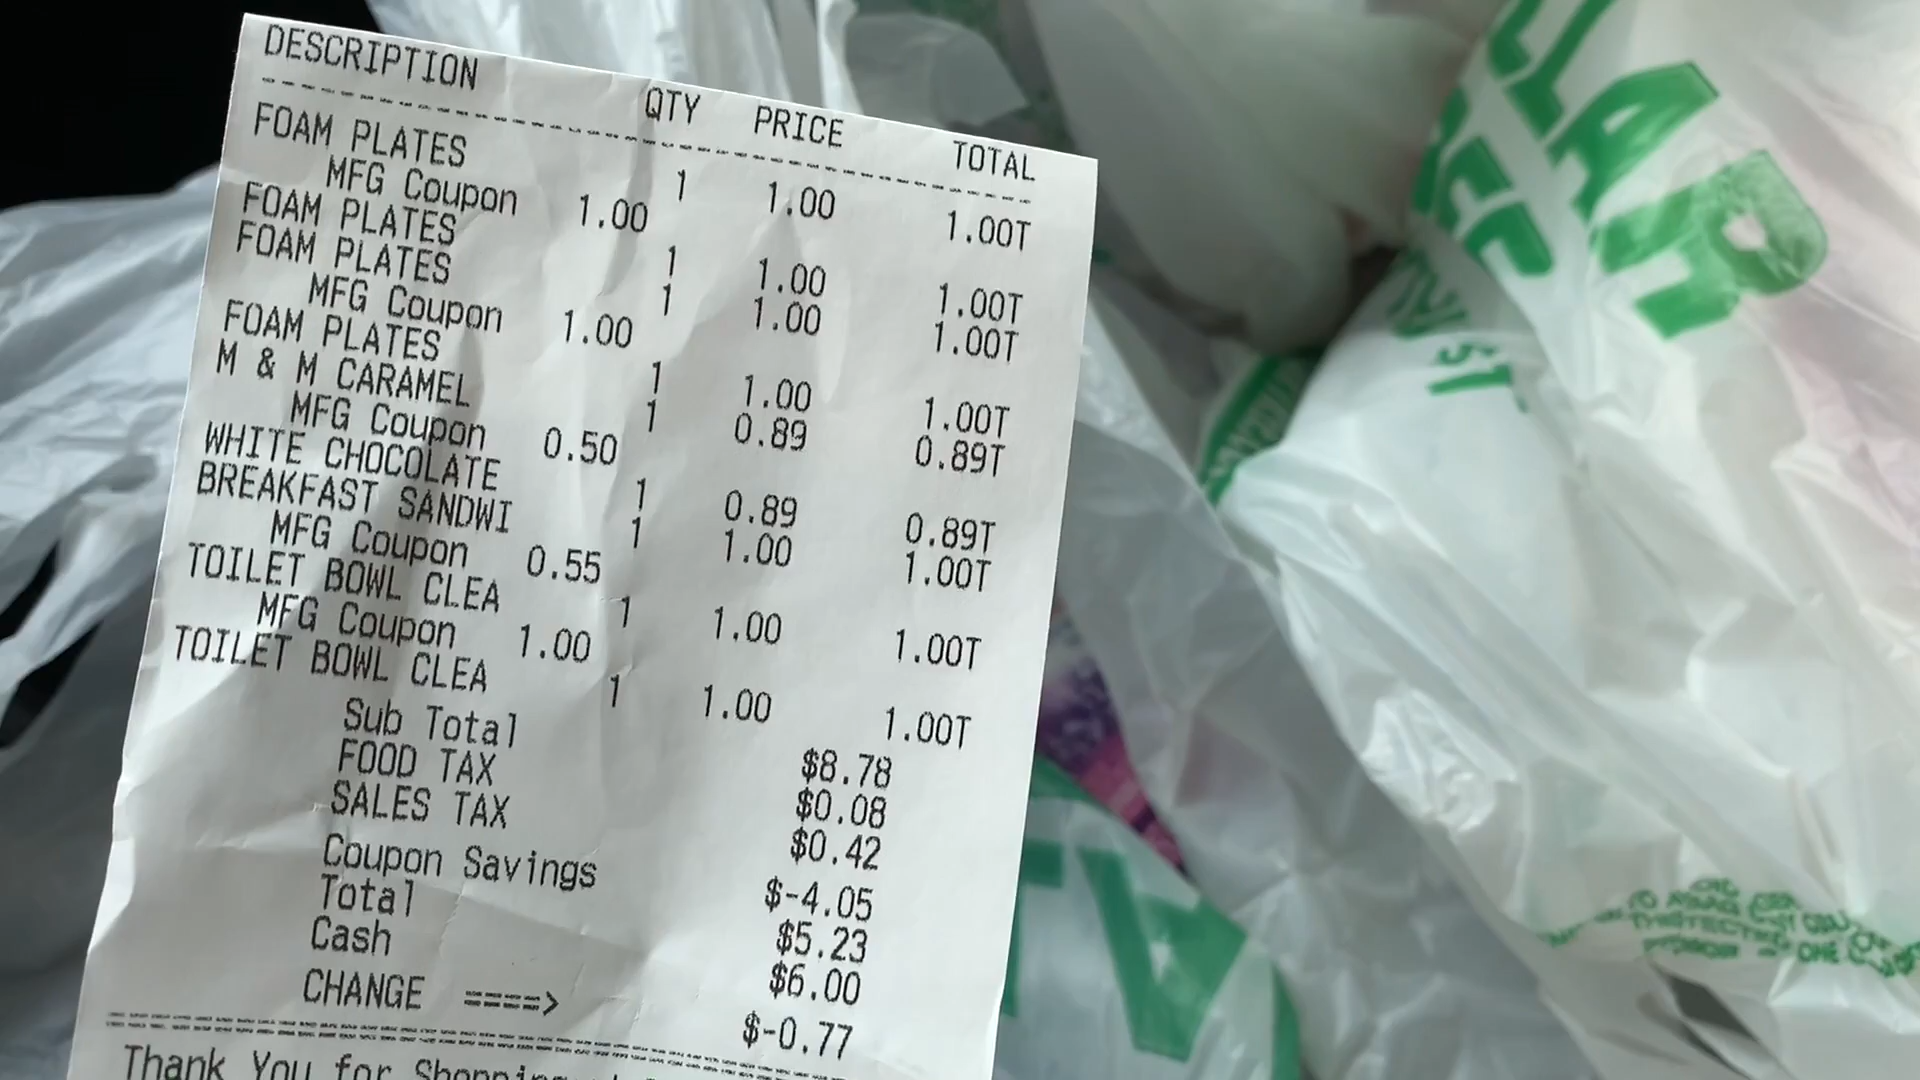 DESCRIPTION QTY PRICE TOTAL
FOAM PLATES 1 1.00 1.00T
MFG Coupon 1.00
FOAM PLATES 1 1.00 1.00T
FOAM PLATES 1 1.00 1.00T
MFG Coupon 1.00
FOAM PLATES 1 1.00 1.00T
M & M CARAMEL 1 0.89 0.89T
MFG Coupon 0.50
WHITE CHOCOLATE 1 0.89 0.89T
BREAKFAST SANDWI 1 1.00 1.00T
MFG Coupon 0.55
TOILET BOWL CLEA 1 1.00 1.00T
MFG Coupon 1.00
TOILET BOWL CLEA 1 1.00 1.00T
Sub Total $8.78
FOOD TAX $0.08
SALES TAX $0.42
Coupon Savings $-4.05
Total $5.23
Cash $6.00
CHANGE ====> $-0.77
Thank You for Shopping